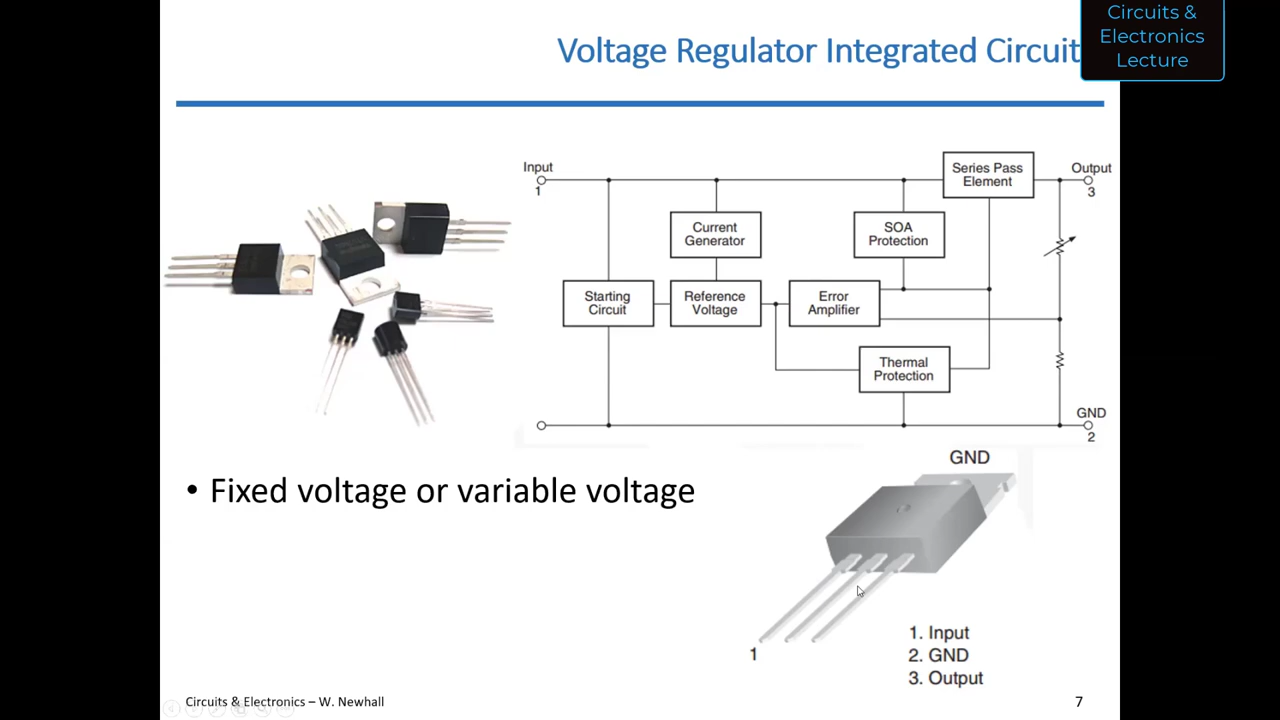 Circuits &
Electronics
Lecture
Voltage Regulator Integrated Circuit
Input
1
Series Pass
Element
Output
3
Current
Generator
SOA
Protection
Starting
Circuit
Reference
Voltage
Error
Amplifier
Thermal
Protection
GND
2
• Fixed voltage or variable voltage
GND
1
1. Input
2. GND
3. Output
Circuits & Electronics – W. Newhall
7